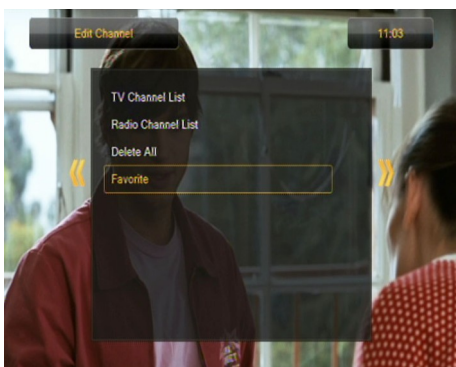 Edit Channel
11:03
TV Channel List
Radio Channel List
Delete All
Favorite